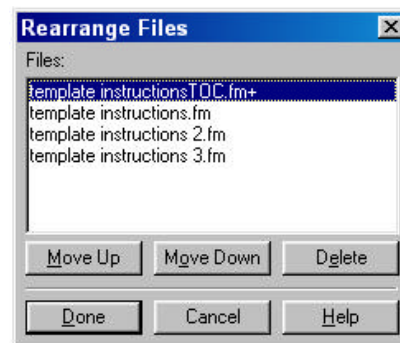 Rearrange Files
Files:
template instructionsTOC.fm+
template instructions.fm
template instructions 2.fm
template instructions 3.fm
Move Up Move Down Delete
Done Cancel Help